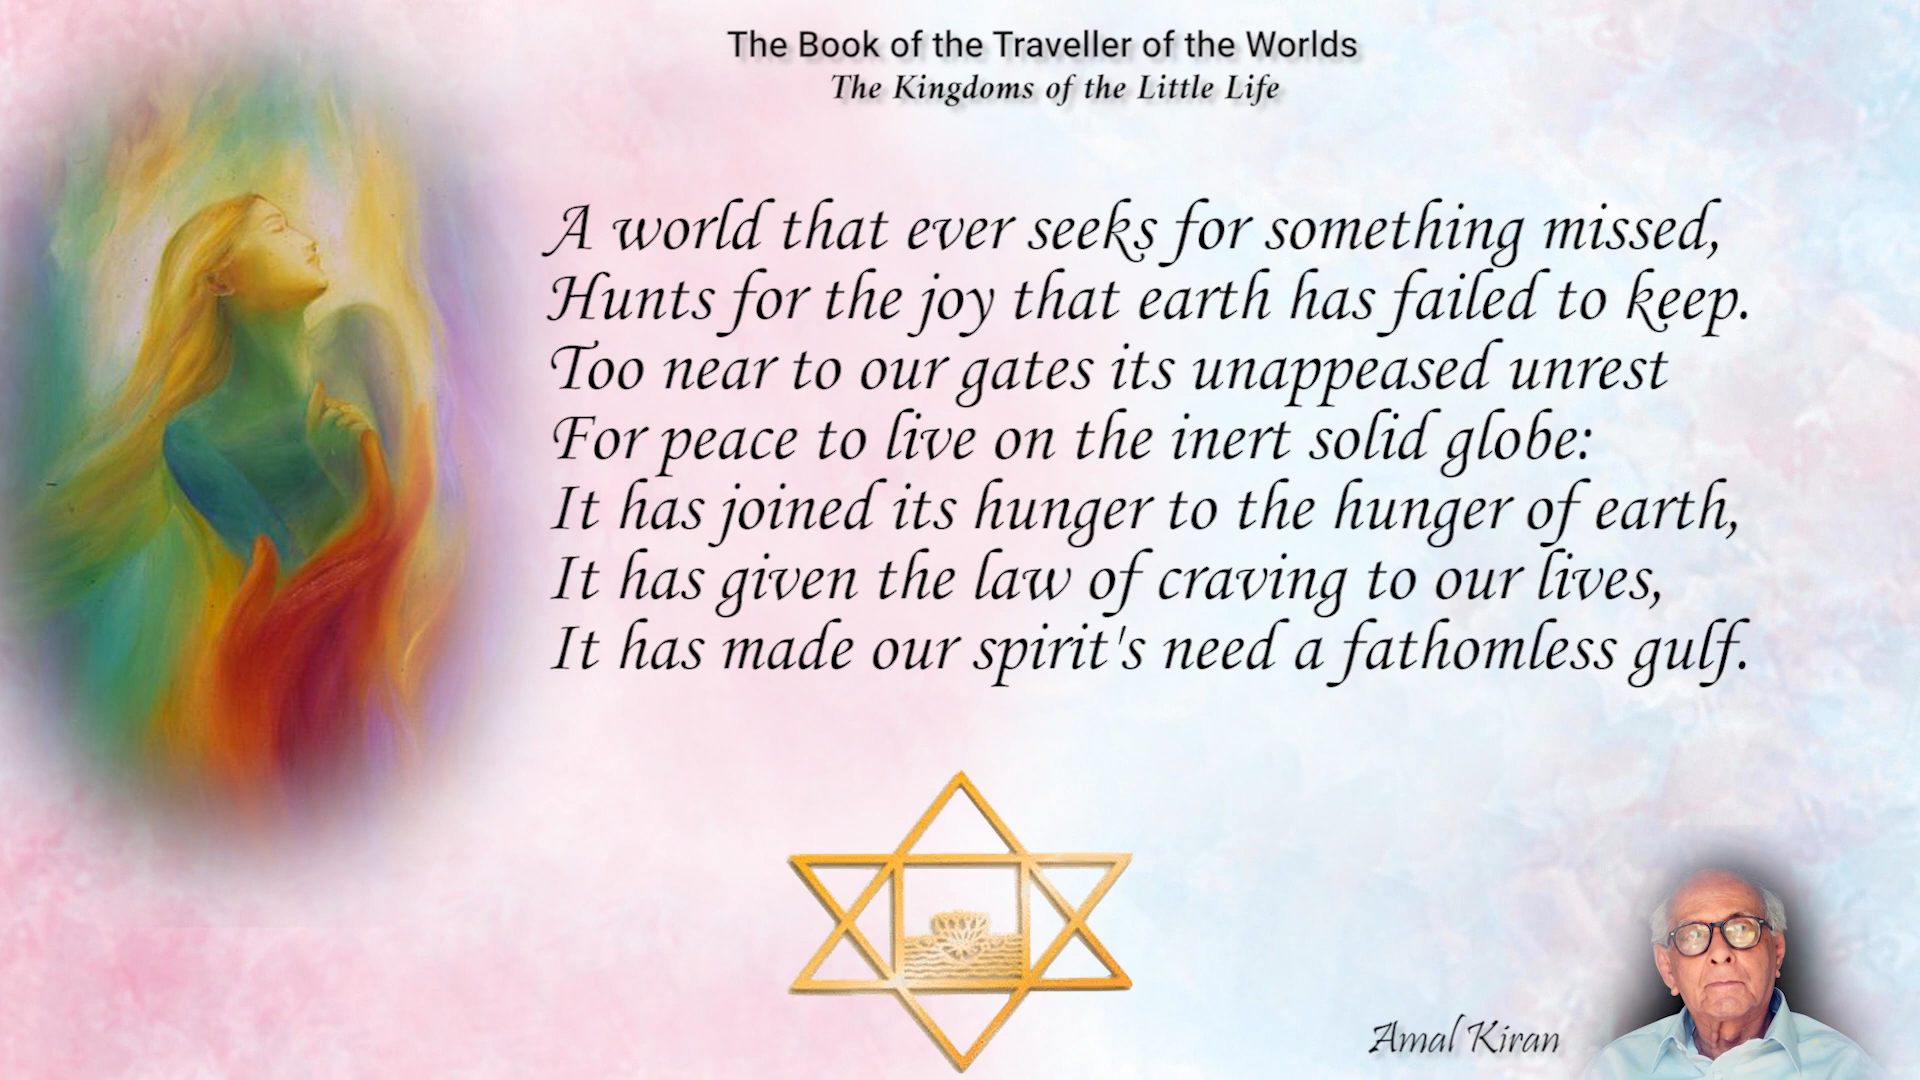 The Book of the Traveller of the Worlds
The Kingdoms of the Little Life
A world that ever seeks for something missed,
Hunts for the joy that earth has failed to keep.
Too near to our gates its unappeased unrest
For peace to live on the inert solid globe:
It has joined its hunger to the hunger of earth,
It has given the law of craving to our lives,
It has made our spirit's need a fathomless gulf.
Amal Kiran